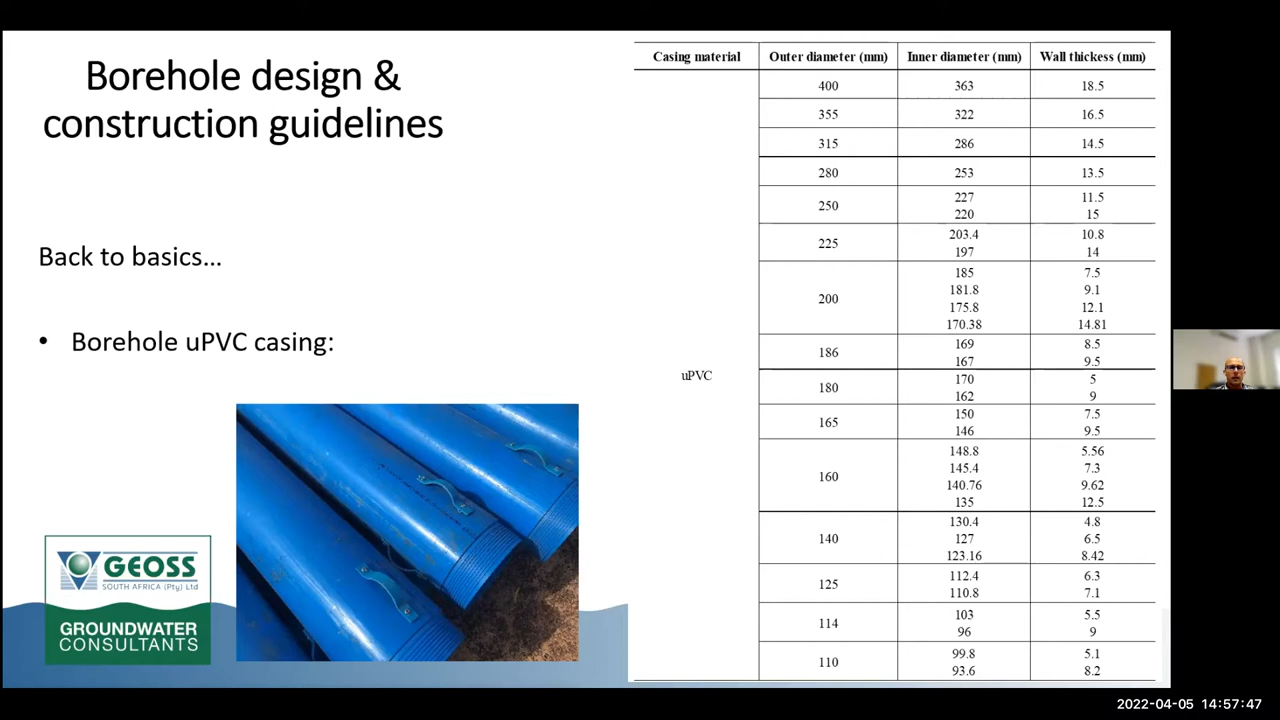 Borehole design &
construction guidelines
Back to basics...
• Borehole uPVC casing:
GEOSS
SOUTH AFRICA (Pty) Ltd
GROUNDWATER
CONSULTANTS
Casing material Outer diameter (mm) Inner diameter (mm) Wall thickess (mm)
uPVC
400 363 18.5
355 322 16.5
315 286 14.5
280 253 13.5
250
227 11.5
220 15
225
203.4 10.8
197 14
200
185 7.5
181.8 9.1
175.8 12.1
170.38 14.81
186
169 8.5
167 9.5
180
170 5
162 9
165
150 7.5
146 9.5
160
148.8 5.56
145.4 7.3
140.76 9.62
135 12.5
140
130.4 4.8
127 6.5
123.16 8.42
125
112.4 6.3
110.8 7.1
114
103 5.5
96 9
110
99.8 5.1
93.6 8.2
2022-04-05 14:57:47